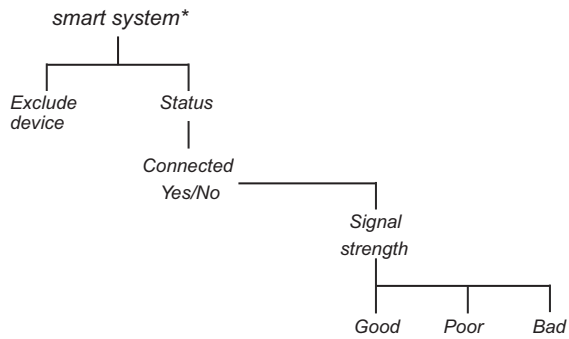 smart system*
Exclude
device
Status
Connected
Yes/No
Signal
strength
Good
Poor
Bad